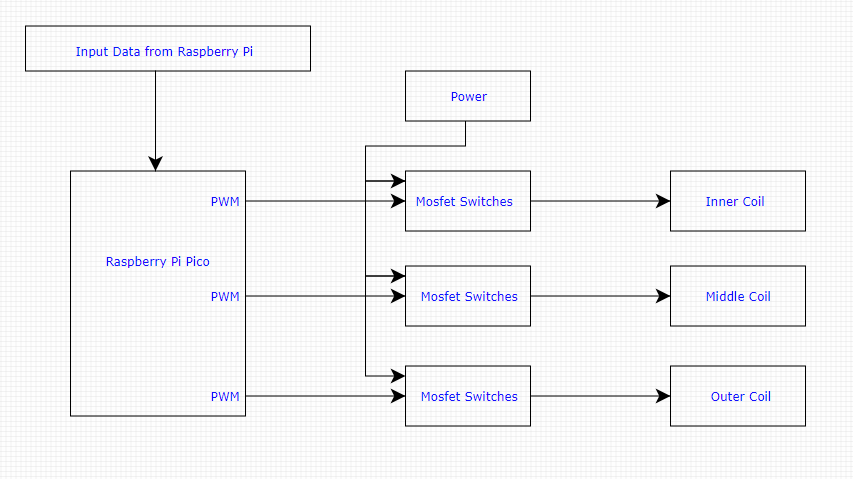 Input Data from Raspberry Pi
Power
PWM
Mosfet Switches
Inner Coil
Raspberry Pi Pico
PWM
Mosfet Switches
Middle Coil
PWM
Mosfet Switches
Outer Coil